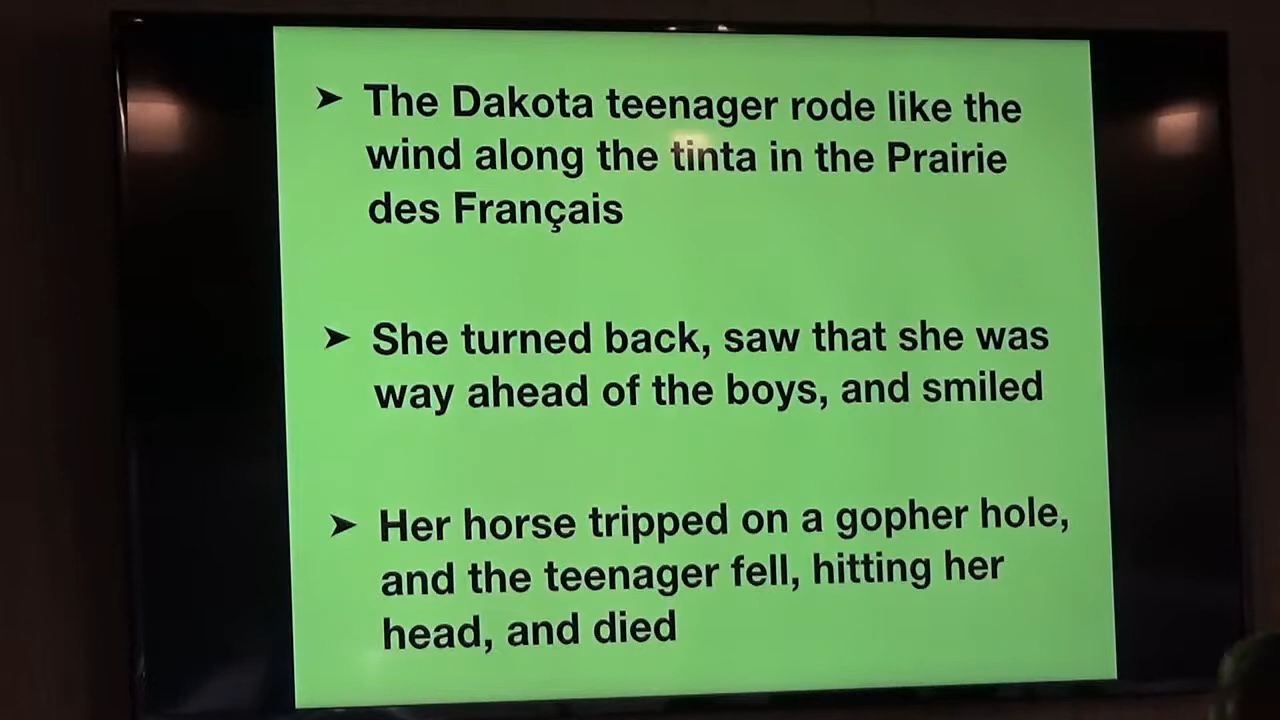 ➤ The Dakota teenager rode like the
wind along the tinta in the Prairie
des Français
➤ She turned back, saw that she was
way ahead of the boys, and smiled
➤ Her horse tripped on a gopher hole,
and the teenager fell, hitting her
head, and died